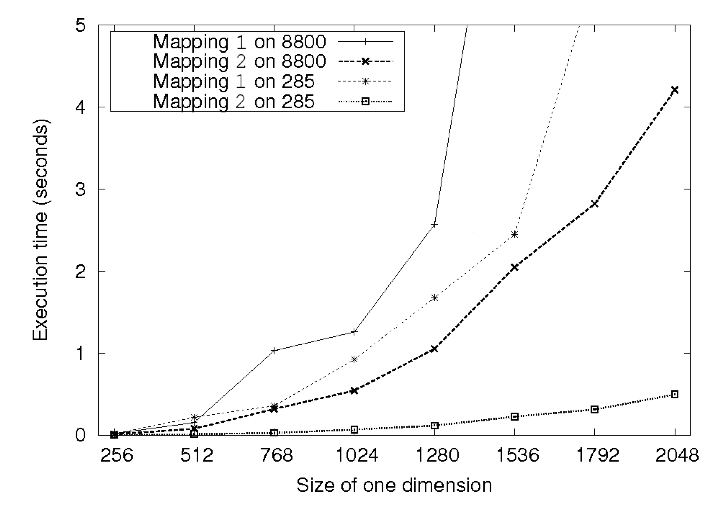 5
4
3
2
1
0
Execution time (seconds)
Mapping 1 on 8800
Mapping 2 on 8800
Mapping 1 on 285
Mapping 2 on 285
256 512 768 1024 1280 1536 1792 2048
Size of one dimension